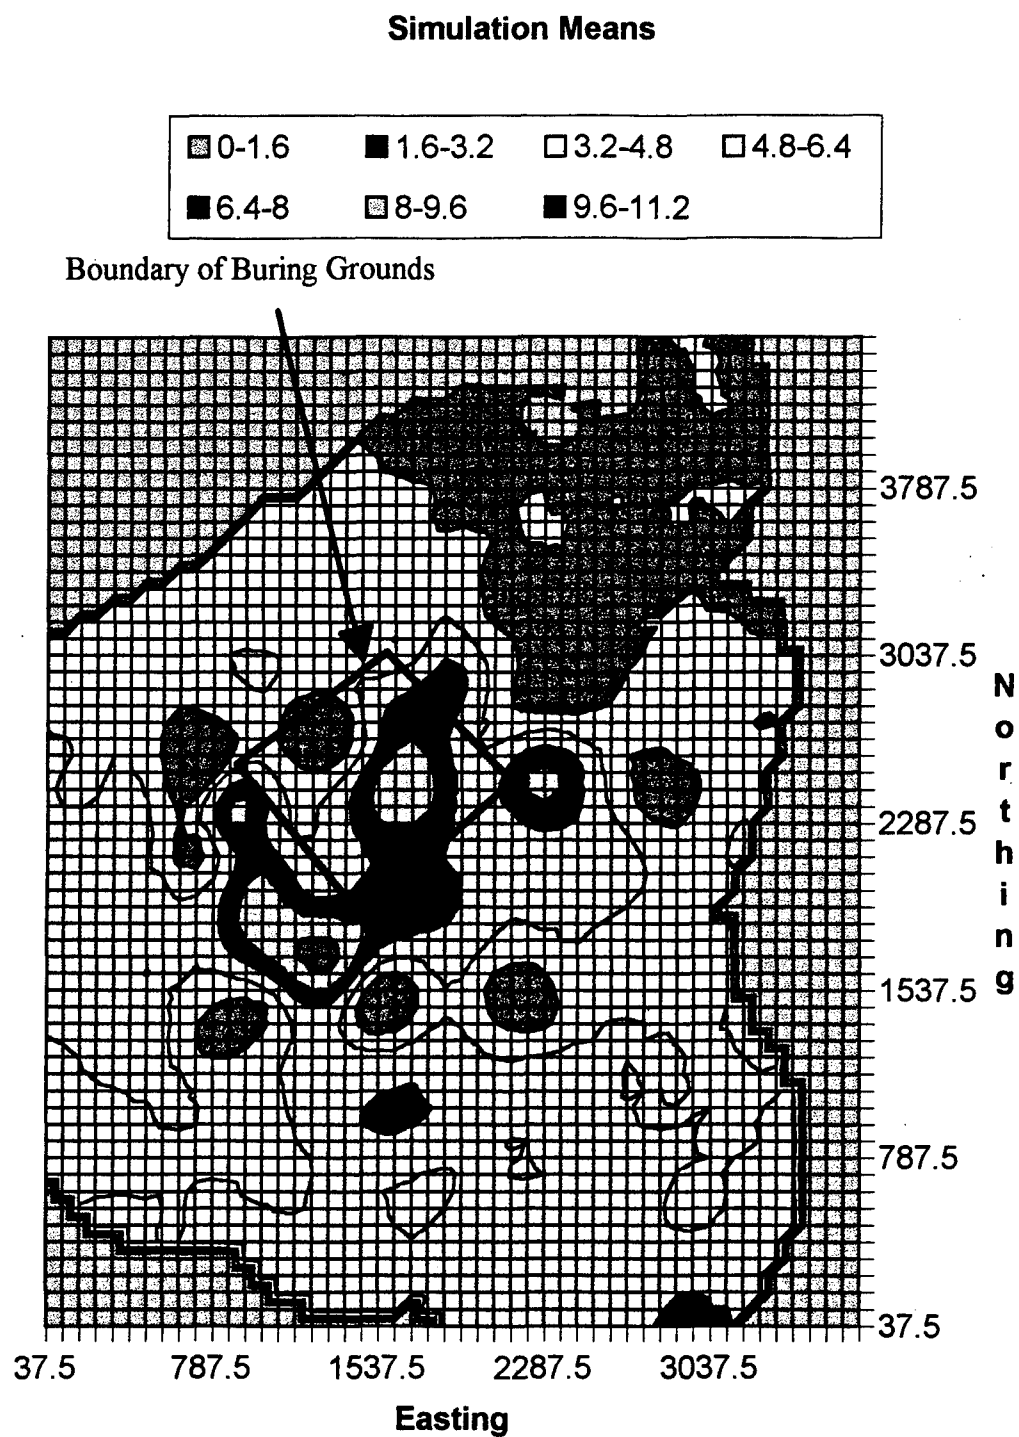 Simulation Means
0-1.6 1.6-3.2 3.2-4.8 4.8-6.4
6.4-8 8-9.6 9.6-11.2
Boundary of Buring Grounds
3787.5
3037.5
2287.5
1537.5
787.5
37.5
Northing
37.5 787.5 1537.5 2287.5 3037.5
Easting